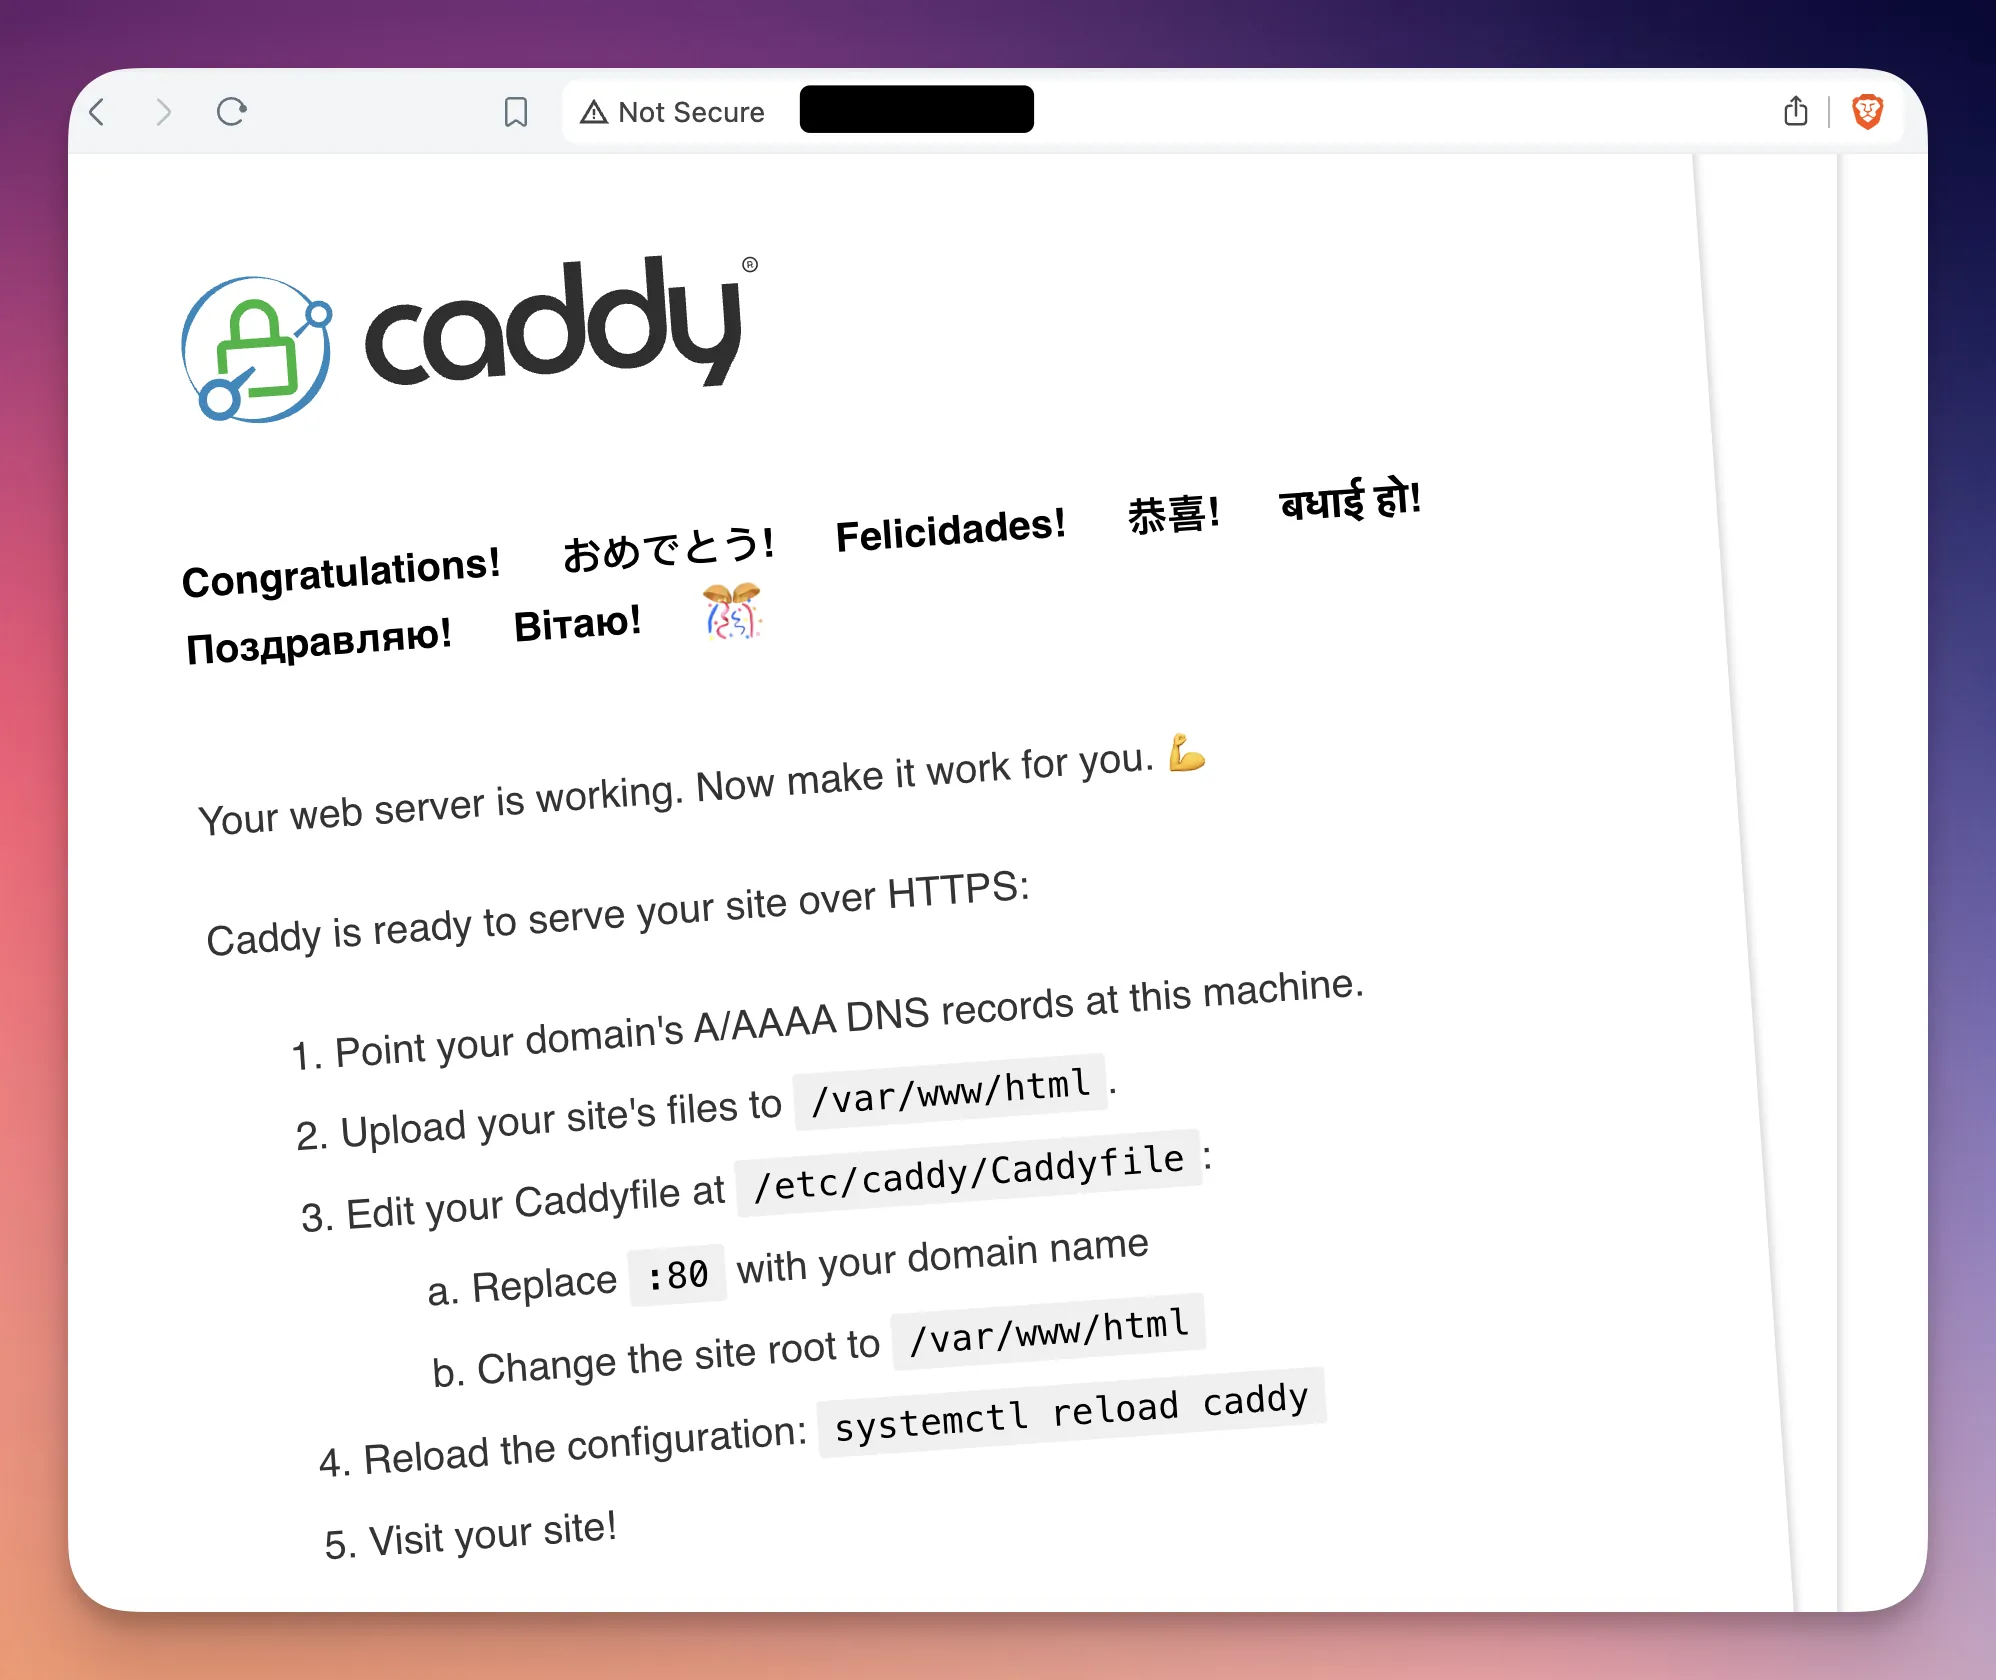 Not Secure
caddy®
Congratulations! おめでとう! Felicidades! 恭喜! बधाई हो!
Поздравляю! Вітаю! 🎊
Your web server is working. Now make it work for you. 💪
Caddy is ready to serve your site over HTTPS:
1. Point your domain's A/AAAA DNS records at this machine.
2. Upload your site's files to /var/www/html.
3. Edit your Caddyfile at /etc/caddy/Caddyfile:
a. Replace :80 with your domain name
b. Change the site root to /var/www/html
4. Reload the configuration: systemctl reload caddy
5. Visit your site!